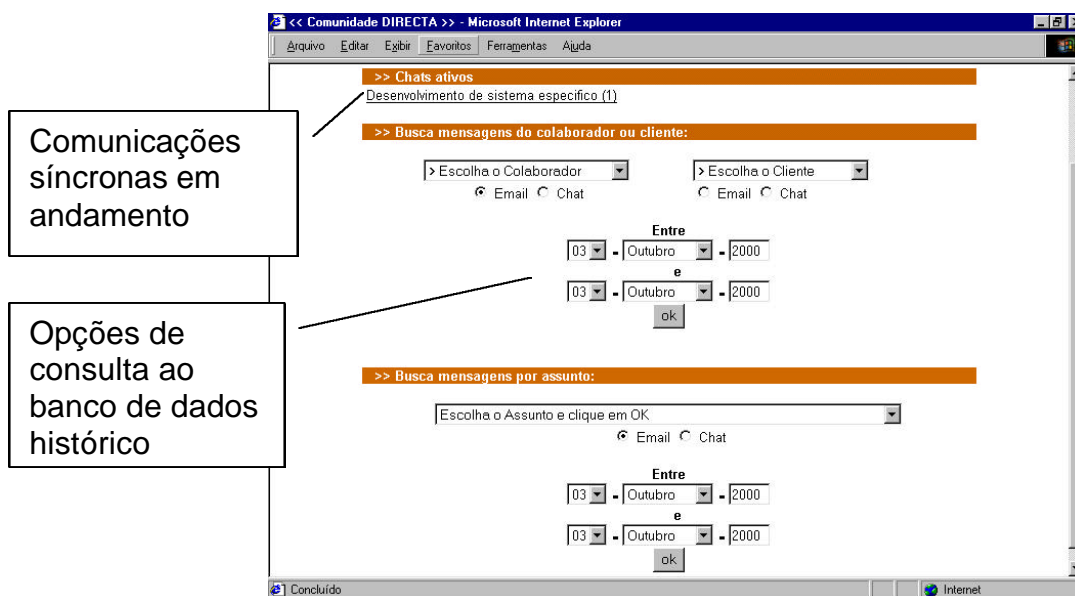 << Comunidade DIRECTA >> - Microsoft Internet Explorer
Arquivo Editar Exibir Favoritos Ferramentas Ajuda
>> Chats ativos
Desenvolvimento de sistema especifico (1)
Comunicações
síncronas em
andamento
>> Busca mensagens do colaborador ou cliente:
> Escolha o Colaborador > Escolha o Cliente
Email Chat Email Chat
Entre
03 - Outubro - 2000
e
03 - Outubro - 2000
ok
Opções de
consulta ao
banco de dados
histórico
>> Busca mensagens por assunto:
Escolha o Assunto e clique em OK
Email Chat
Entre
03 - Outubro - 2000
e
03 - Outubro - 2000
ok
Concluído Internet